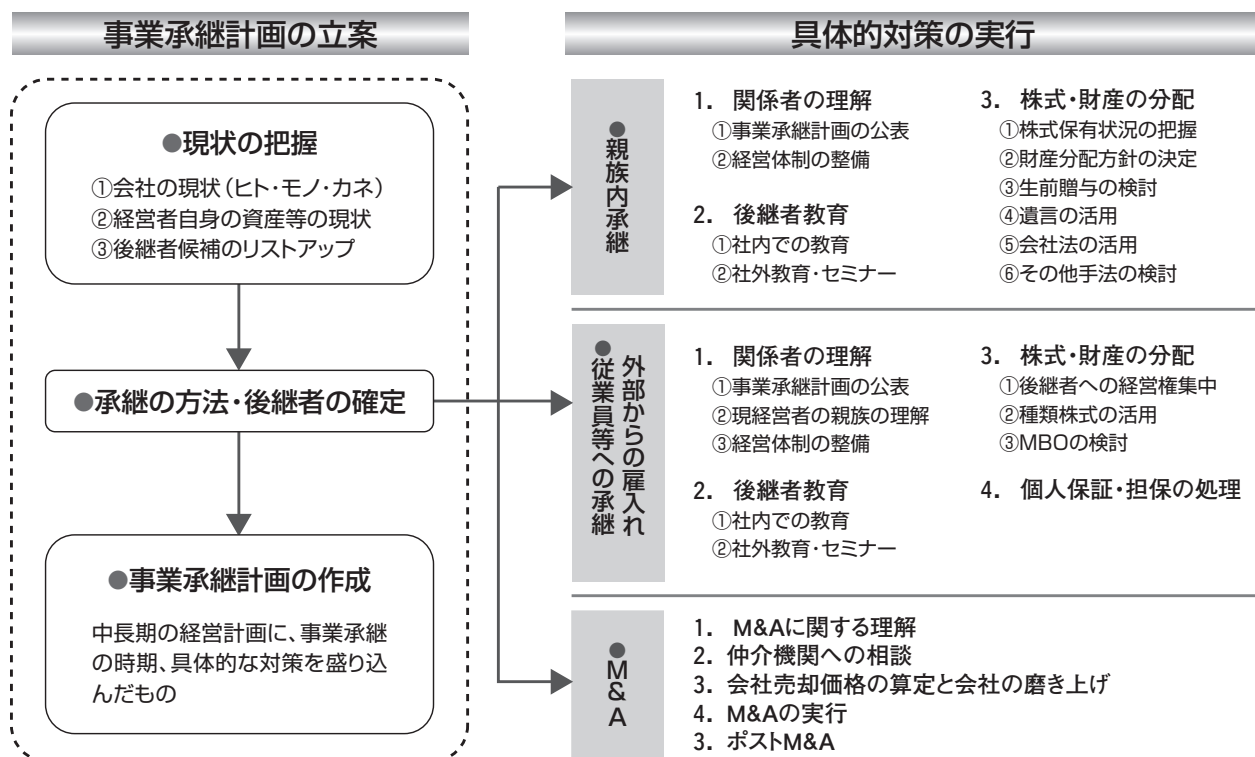 事業承継計画の立案
●現状の把握
①会社の現状（ヒト・モノ・カネ）
②経営者自身の資産等の現状
③後継者候補のリストアップ
●承継の方法・後継者の確定
●事業承継計画の作成
中長期の経営計画に、事業承継
の時期、具体的な対策を盛り込
んだもの
具体的対策の実行
●親族内承継
1. 関係者の理解
①事業承継計画の公表
②経営体制の整備
2. 後継者教育
①社内での教育
②社外教育・セミナー
3. 株式・財産の分配
①株式保有状況の把握
②財産分配方針の決定
③生前贈与の検討
④遺言の活用
⑤会社法の活用
⑥その他手法の検討
●従業員等への承継
外部からの雇入れ
1. 関係者の理解
①事業承継計画の公表
②現経営者の親族の理解
③経営体制の整備
2. 後継者教育
①社内での教育
②社外教育・セミナー
3. 株式・財産の分配
①後継者への経営権集中
②種類株式の活用
③MBOの検討
4. 個人保証・担保の処理
●M&A
1. M&Aに関する理解
2. 仲介機関への相談
3. 会社売却価格の算定と会社の磨き上げ
4. M&Aの実行
3. ポストM&A